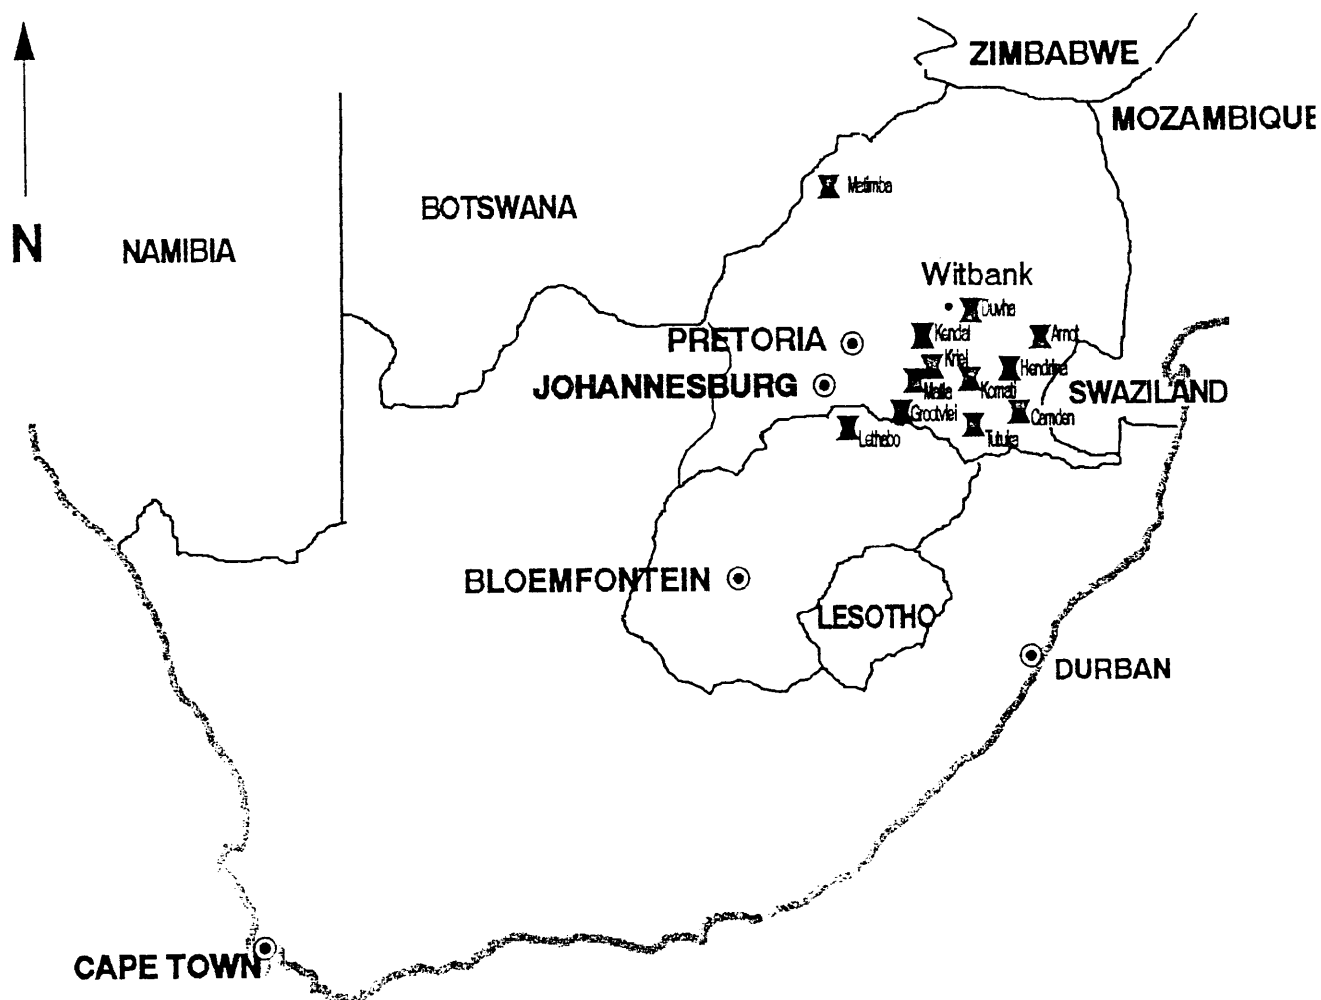 ZIMBABWE
MOZAMBIQUE
Matimba
BOTSWANA
N
NAMIBIA
Witbank
Duvha
PRETORIA
Kendal
Arnot
Kriel
Hendrina
JOHANNESBURG
Matla
Komati
SWAZILAND
Grootvlei
Camden
Lethabo
Tutuka
BLOEMFONTEIN
LESOTHO
DURBAN
CAPE TOWN